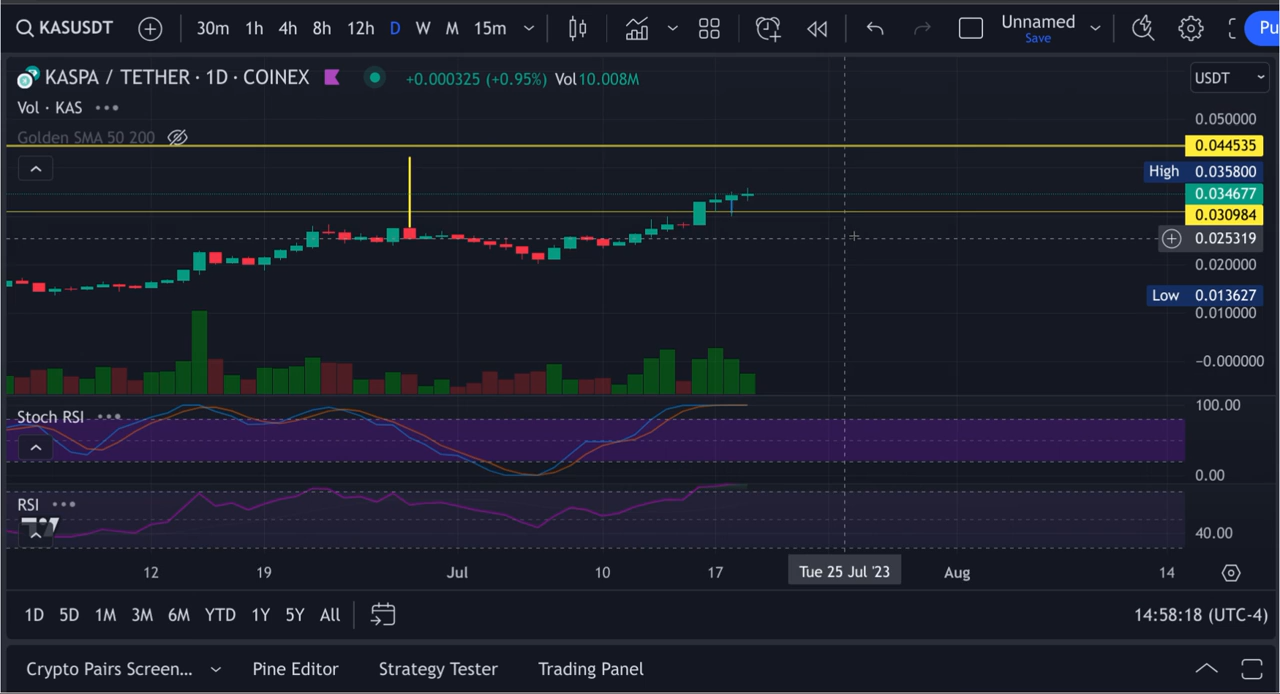 KASUSDT 30m 1h 4h 8h 12h D W M 15m Unnamed Save Pu
KASPA / TETHER · 1D · COINEX +0.000325 (+0.95%) Vol10.008M USDT
Vol · KAS
Golden SMA 50 200
0.050000
0.044535
High 0.035800
0.034677
0.030984
0.025319
0.020000
Low 0.013627
0.010000
−0.000000
Stoch RSI
100.00
0.00
RSI
40.00
12 19 Jul 10 17 Tue 25 Jul '23 Aug 14
1D 5D 1M 3M 6M YTD 1Y 5Y All 14:58:18 (UTC-4)
Crypto Pairs Screen... Pine Editor Strategy Tester Trading Panel